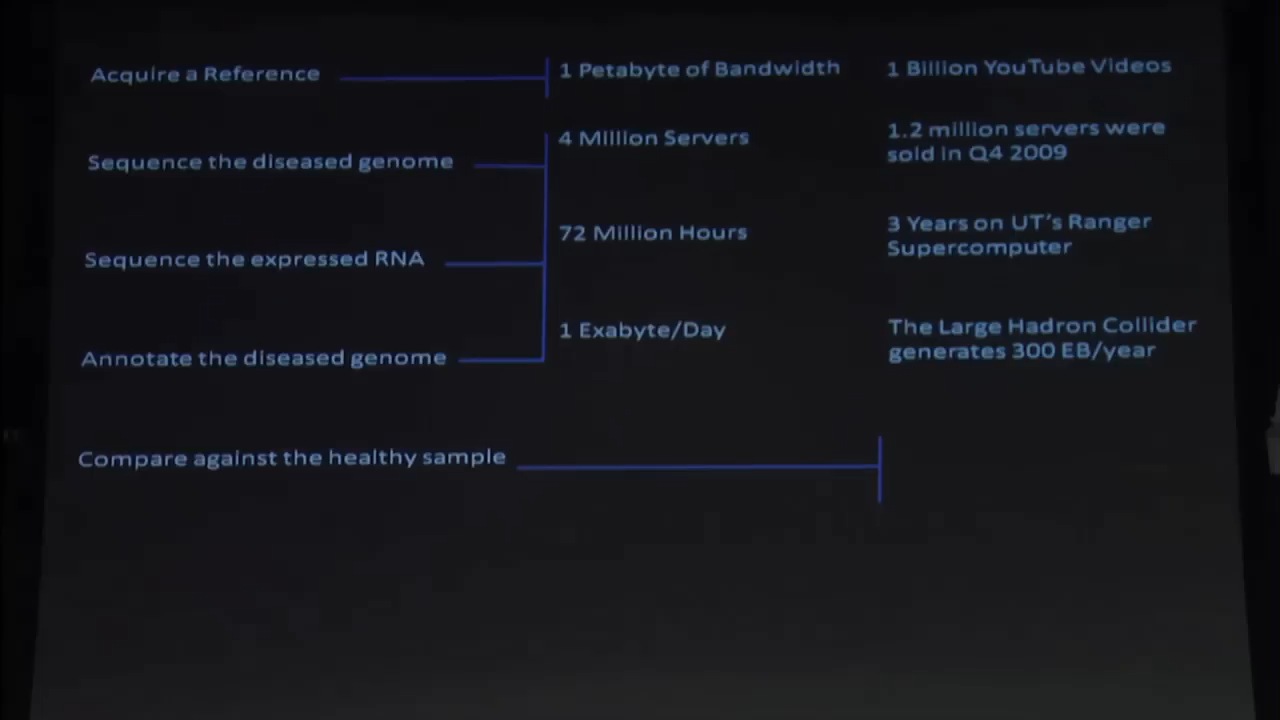 Acquire a Reference
1 Petabyte of Bandwidth
1 Billion YouTube Videos
4 Million Servers
1.2 million servers were
sold in Q4 2009
Sequence the diseased genome
72 Million Hours
3 Years on UT's Ranger
Supercomputer
Sequence the expressed RNA
1 Exabyte/Day
The Large Hadron Collider
generates 300 EB/year
Annotate the diseased genome
Compare against the healthy sample